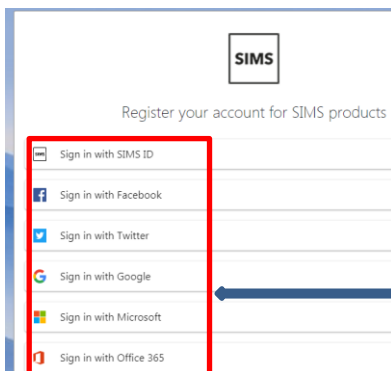 SIMS
Register your account for SIMS products
SIMS
Sign in with SIMS ID
Sign in with Facebook
Sign in with Twitter
Sign in with Google
Sign in with Microsoft
Sign in with Office 365